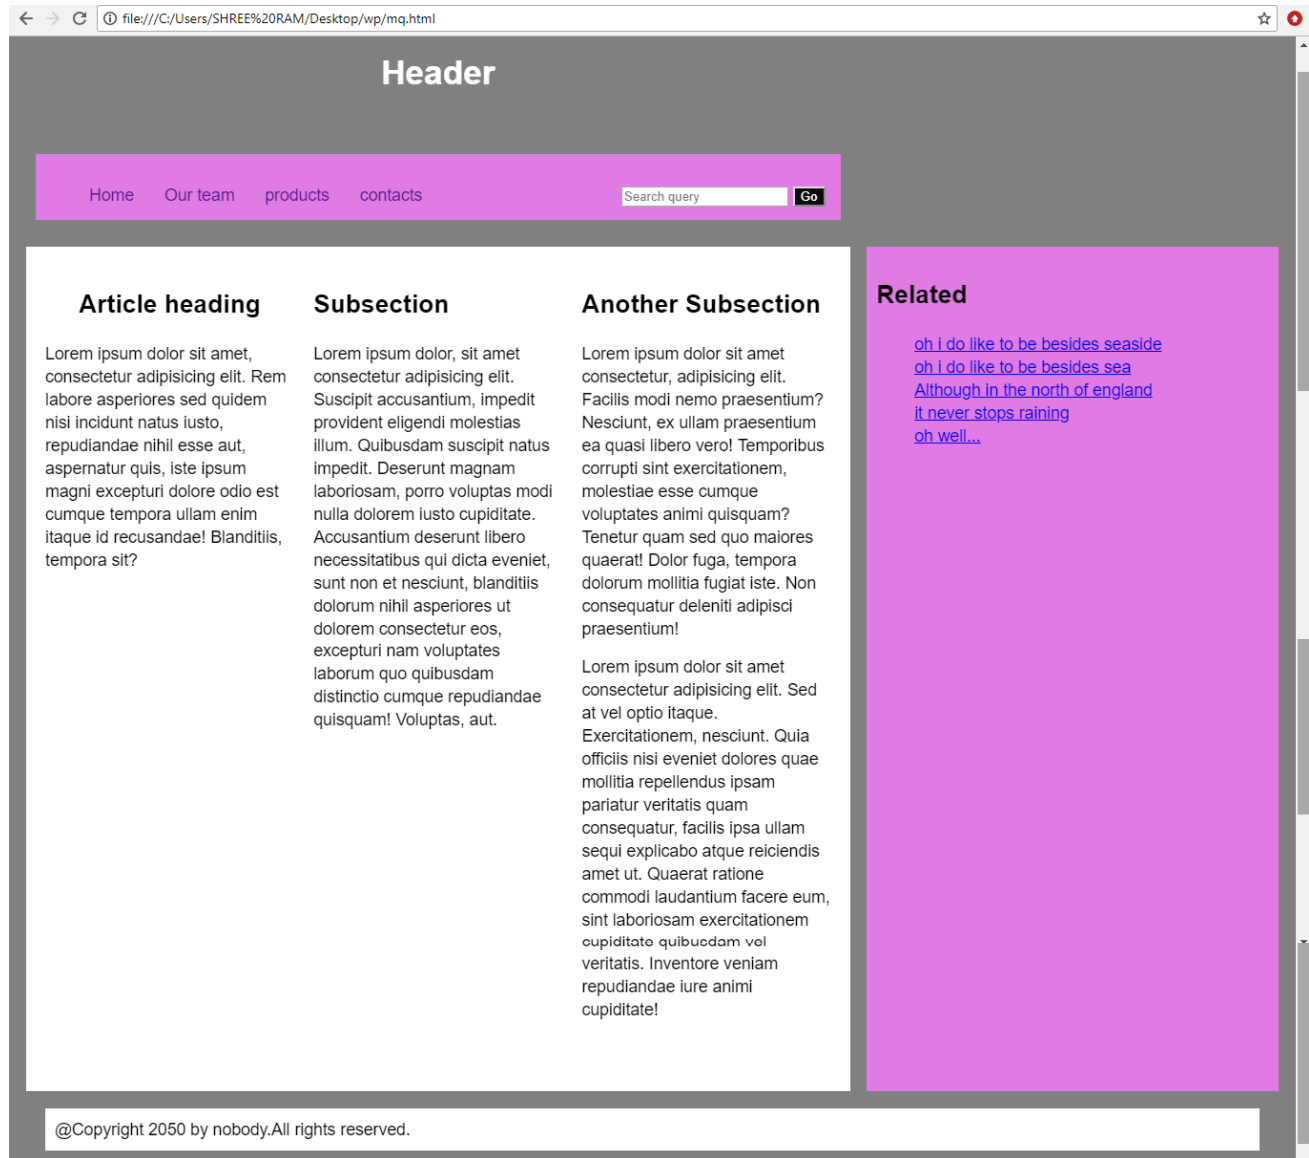 file:///C:/Users/SHREE%20RAM/Desktop/wp/mq.html
Header
Home Our team products contacts Search query Go
Article heading
Lorem ipsum dolor sit amet,
consectetur adipisicing elit. Rem
labore asperiores sed quidem
nisi incidunt natus iusto,
repudiandae nihil esse aut,
aspernatur quis, iste ipsum
magni excepturi dolore odio est
cumque tempora ullam enim
itaque id recusandae! Blanditiis,
tempora sit?
Subsection
Lorem ipsum dolor, sit amet
consectetur adipisicing elit.
Suscipit accusantium, impedit
provident eligendi molestias
illum. Quibusdam suscipit natus
impedit. Deserunt magnam
laboriosam, porro voluptas modi
nulla dolorem iusto cupiditate.
Accusantium deserunt libero
necessitatibus qui dicta eveniet,
sunt non et nesciunt, blanditiis
dolorum nihil asperiores ut
dolorem consectetur eos,
excepturi nam voluptates
laborum quo quibusdam
distinctio cumque repudiandae
quisquam! Voluptas, aut.
Another Subsection
Lorem ipsum dolor sit amet
consectetur, adipisicing elit.
Facilis modi nemo praesentium?
Nesciunt, ex ullam praesentium
ea quasi libero vero! Temporibus
corrupti sint exercitationem,
molestiae esse cumque
voluptates animi quisquam?
Tenetur quam sed quo maiores
quaerat! Dolor fuga, tempora
dolorum mollitia fugiat iste. Non
consequatur deleniti adipisci
praesentium!
Lorem ipsum dolor sit amet
consectetur adipisicing elit. Sed
at vel optio itaque.
Exercitationem, nesciunt. Quia
officiis nisi eveniet dolores quae
mollitia repellendus ipsam
pariatur veritatis quam
consequatur, facilis ipsa ullam
sequi explicabo atque reiciendis
amet ut. Quaerat ratione
commodi laudantium facere eum,
sint laboriosam exercitationem
cupiditate quibusdam vel
veritatis. Inventore veniam
repudiandae iure animi
cupiditate!
Related
oh i do like to be besides seaside
oh i do like to be besides sea
Although in the north of england
it never stops raining
oh well...
@Copyright 2050 by nobody.All rights reserved.